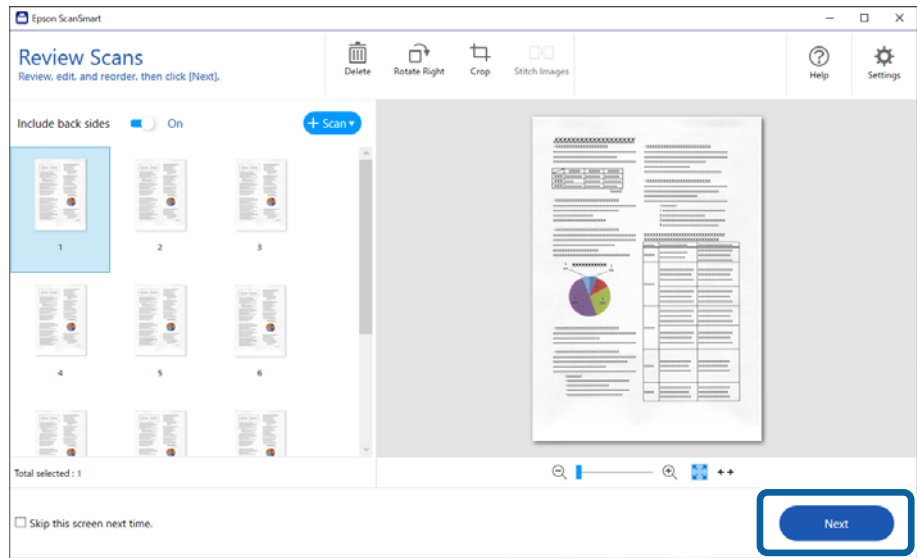 Epson ScanSmart
Review Scans
Review, edit, and reorder, then click [Next].
Delete
Rotate Right
Crop
Stitch Images
Help
Settings
Include back sides
On
+ Scan
1
2
3
4
5
6
Total selected : 1
Skip this screen next time.
Next